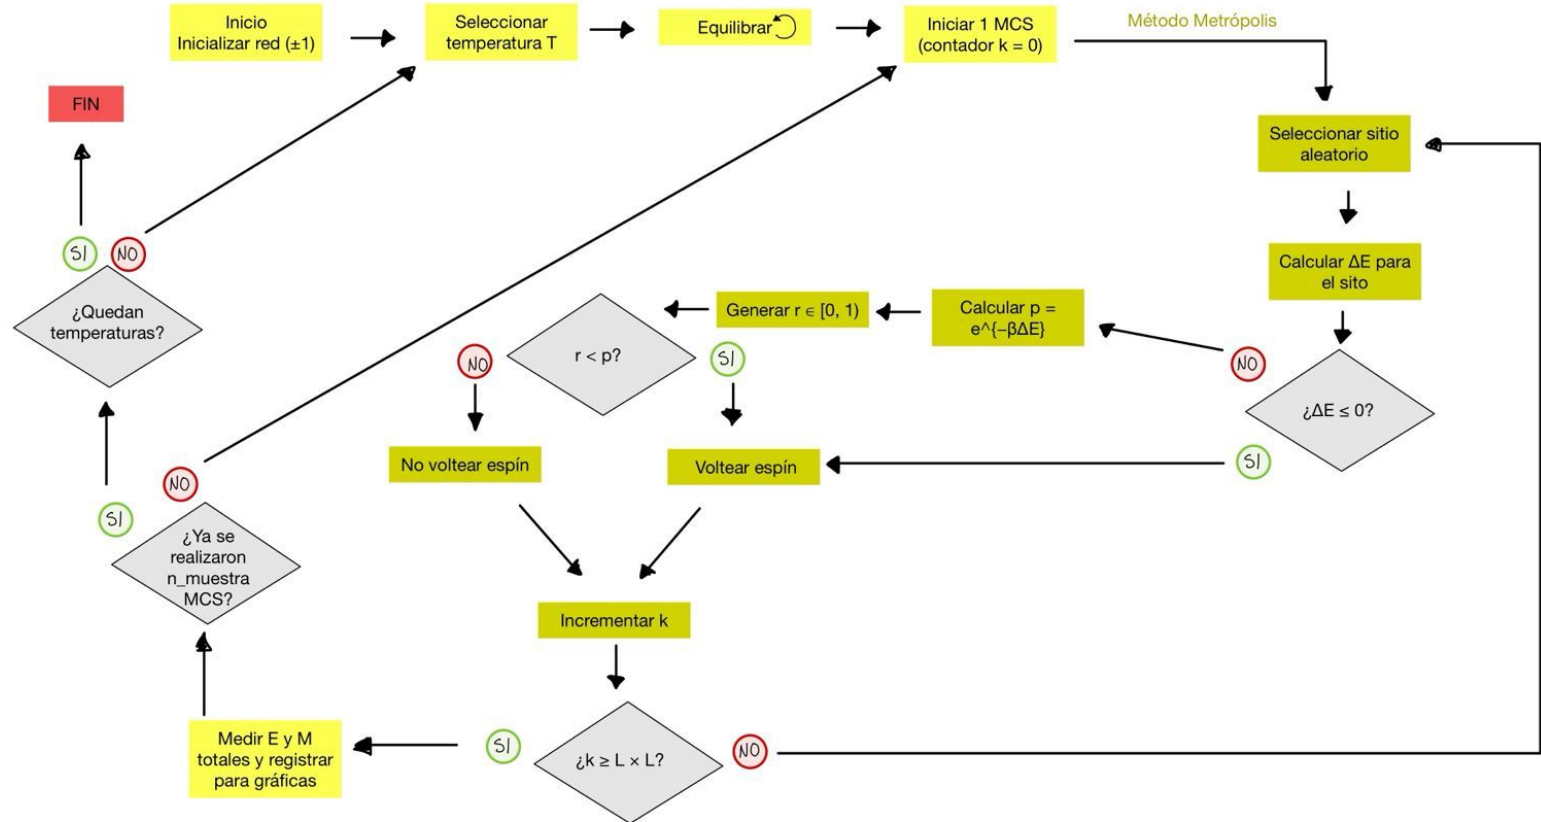 Inicio
Inicializar red (±1)
Seleccionar
temperatura T
Equilibrar
Iniciar 1 MCS
(contador k = 0)
Método Metrópolis
FIN
Seleccionar sitio
aleatorio
SI
NO
Calcular ΔE para
el sito
¿Quedan
temperaturas?
Generar r ∈ [0, 1)
Calcular p =
e^{−βΔE}
NO
r < p?
SI
NO
¿ΔE ≤ 0?
No voltear espín
Voltear espín
SI
NO
SI
¿Ya se
realizaron
n_muestra
MCS?
Incrementar k
Medir E y M
totales y registrar
para gráficas
SI
¿k ≥ L × L?
NO